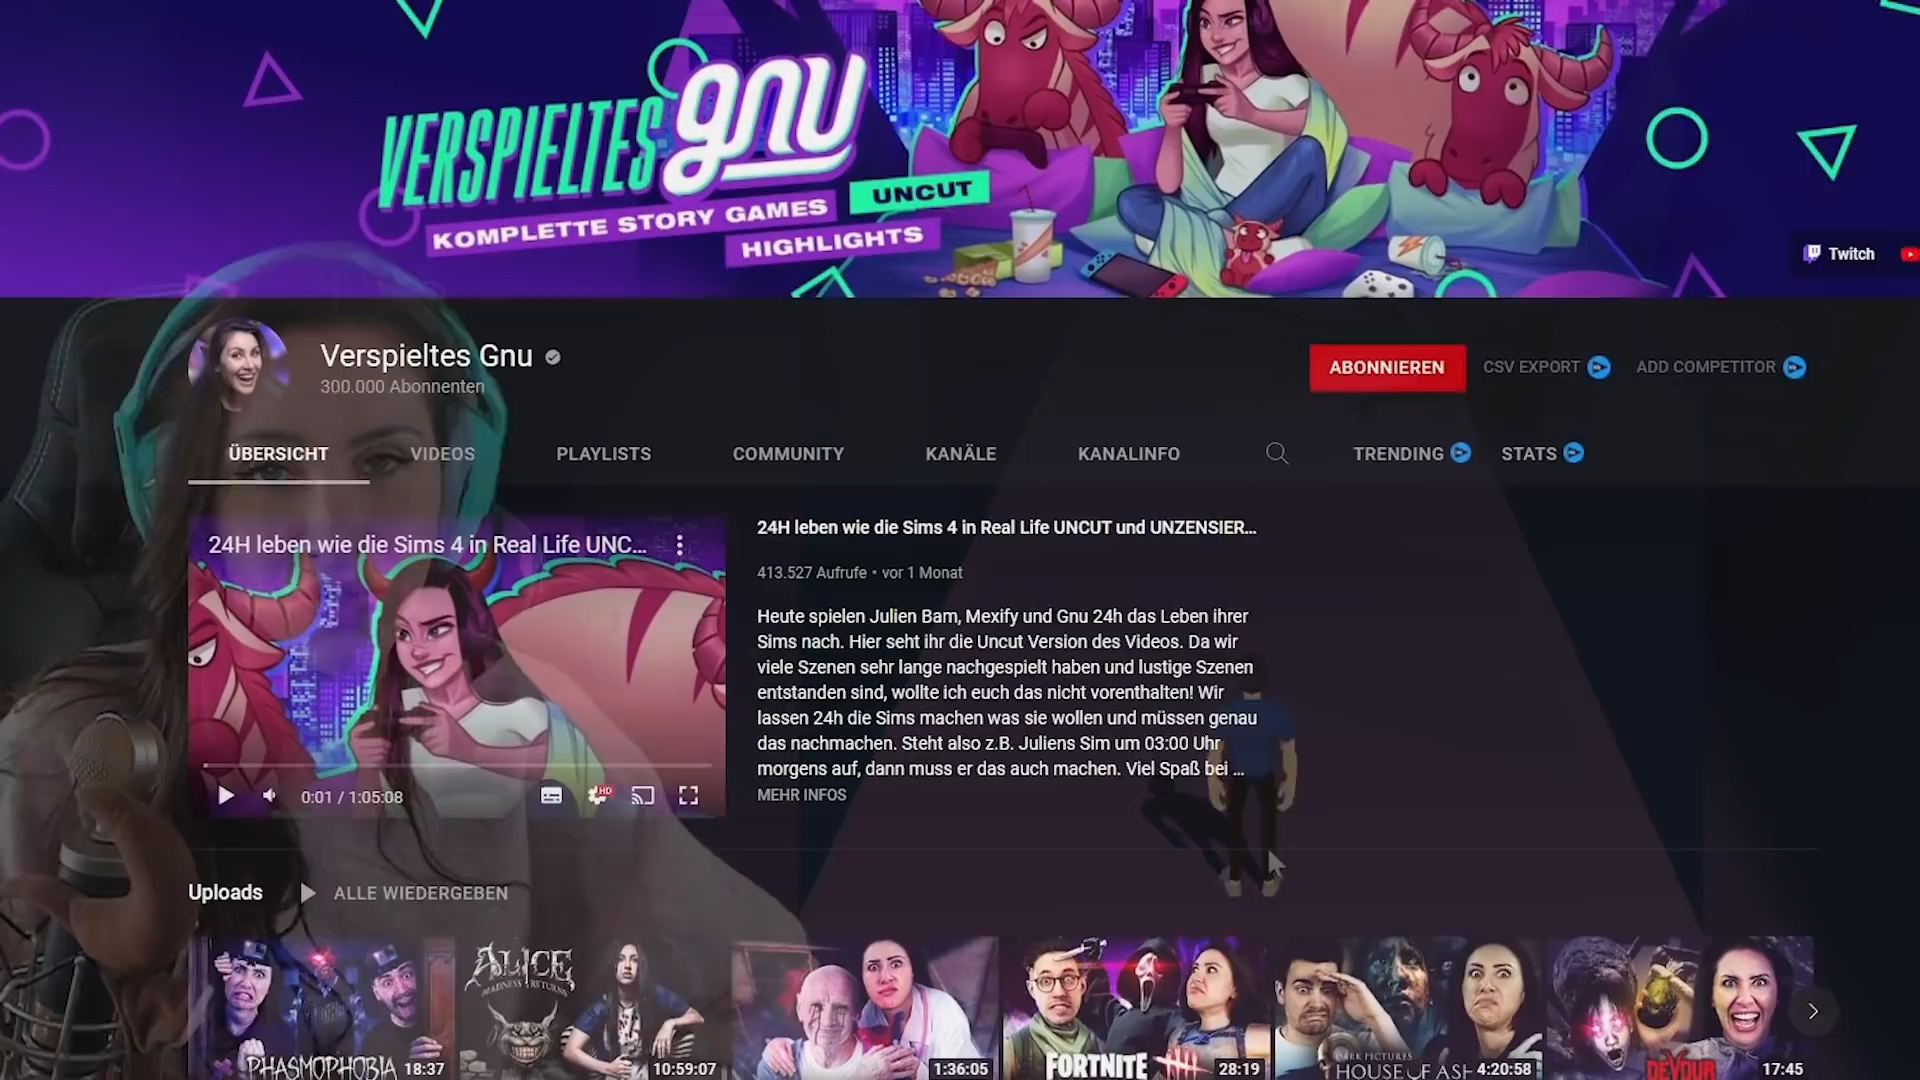 VERSPIELTES gnu
UNCUT
KOMPLETTE STORY GAMES
HIGHLIGHTS
Twitch
Verspieltes Gnu
300.000 Abonnenten
ABONNIEREN
CSV EXPORT
ADD COMPETITOR
ÜBERSICHT
VIDEOS
PLAYLISTS
COMMUNITY
KANÄLE
KANALINFO
TRENDING
STATS
24H leben wie die Sims 4 in Real Life UNC...
HD
0:01 / 1:05:08
24H leben wie die Sims 4 in Real Life UNCUT und UNZENSIER...
413.527 Aufrufe • vor 1 Monat
Heute spielen Julien Bam, Mexify und Gnu 24h das Leben ihrer
Sims nach. Hier seht ihr die Uncut Version des Videos. Da wir
viele Szenen sehr lange nachgespielt haben und lustige Szenen
entstanden sind, wollte ich euch das nicht vorenthalten! Wir
lassen 24h die Sims machen was sie wollen und müssen genau
das nachmachen. Steht also z.B. Juliens Sim um 03:00 Uhr
morgens auf, dann muss er das auch machen. Viel Spaß bei ...
MEHR INFOS
Uploads
ALLE WIEDERGEBEN
PHASMOPHOBIA
18:37
ALICE
MADNESS RETURNS
10:59:07
1:36:05
FORTNITE
28:19
DARK PICTURES
HOUSE OF ASH
4:20:58
DEVOUR
17:45